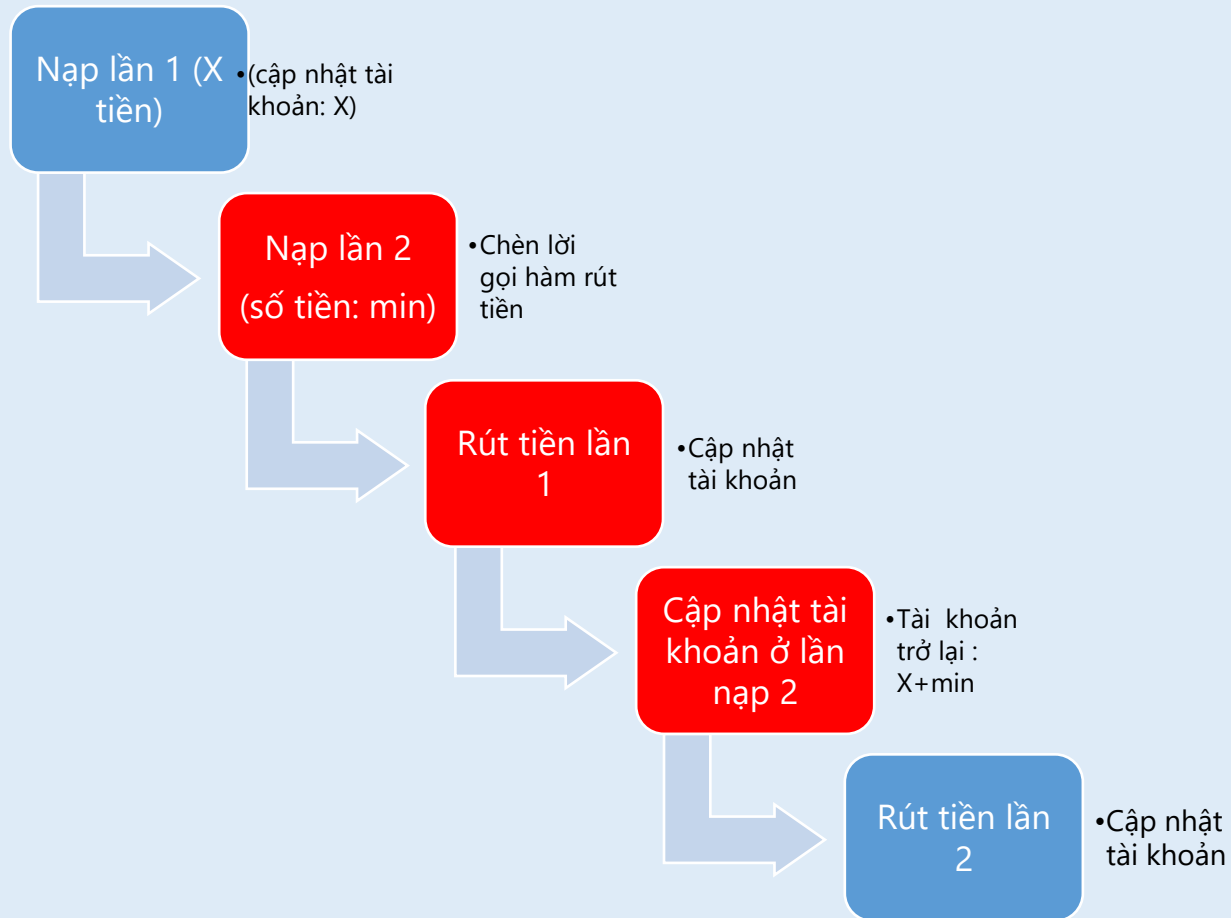 Nạp lần 1 (X
tiền)
•(cập nhật tài
khoản: X)
Nạp lần 2
(số tiền: min)
•Chèn lời
gọi hàm rút
tiền
Rút tiền lần
1
•Cập nhật
tài khoản
Cập nhật tài
khoản ở lần
nạp 2
•Tài khoản
trở lại :
X+min
Rút tiền lần
2
•Cập nhật
tài khoản